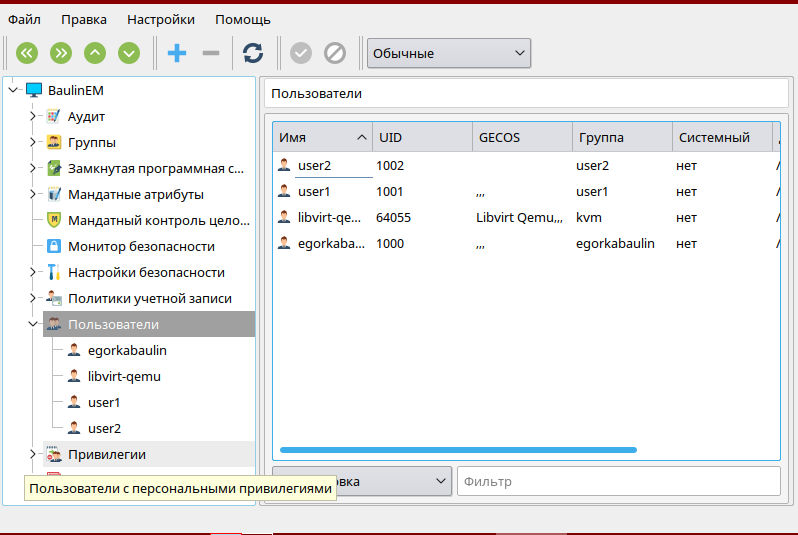 Файл Правка Настройки Помощь
Обычные
BaulinEM
Аудит
Группы
Замкнутая программная с...
Мандатные атрибуты
Мандатный контроль цело...
Монитор безопасности
Настройки безопасности
Политики учетной записи
Пользователи
egorkabaulin
libvirt-qemu
user1
user2
Привилегии
Пользователи с персональными привилегиями
Пользователи
Имя UID GECOS Группа Системный
user2 1002 user2 нет /
user1 1001 ,,, user1 нет /
libvirt-qe... 64055 Libvirt Qemu,,, kvm нет /
egorkaba... 1000 ,,, egorkabaulin нет /
Фильтр